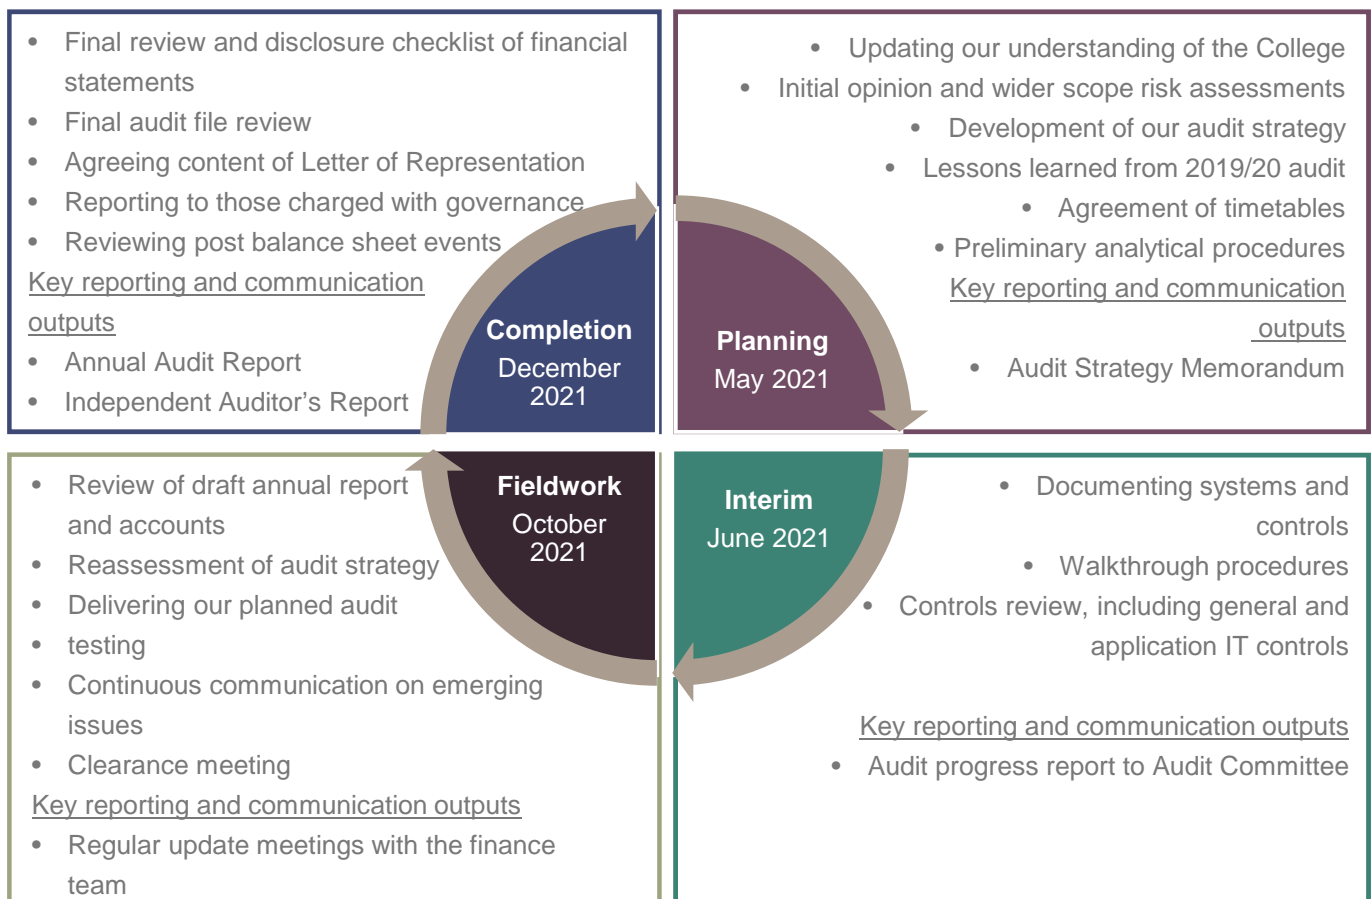 • Final review and disclosure checklist of financial
statements
• Final audit file review
• Agreeing content of Letter of Representation
• Reporting to those charged with governance
• Reviewing post balance sheet events
Key reporting and communication
outputs
• Annual Audit Report
• Independent Auditor’s Report
Completion
December
2021
• Updating our understanding of the College
• Initial opinion and wider scope risk assessments
• Development of our audit strategy
• Lessons learned from 2019/20 audit
• Agreement of timetables
• Preliminary analytical procedures
Key reporting and communication
outputs
• Audit Strategy Memorandum
Planning
May 2021
• Review of draft annual report
and accounts
• Reassessment of audit strategy
• Delivering our planned audit
• testing
• Continuous communication on emerging
issues
• Clearance meeting
Key reporting and communication outputs
• Regular update meetings with the finance
team
Fieldwork
October
2021
Interim
June 2021
• Documenting systems and
controls
• Walkthrough procedures
• Controls review, including general and
application IT controls
Key reporting and communication outputs
• Audit progress report to Audit Committee